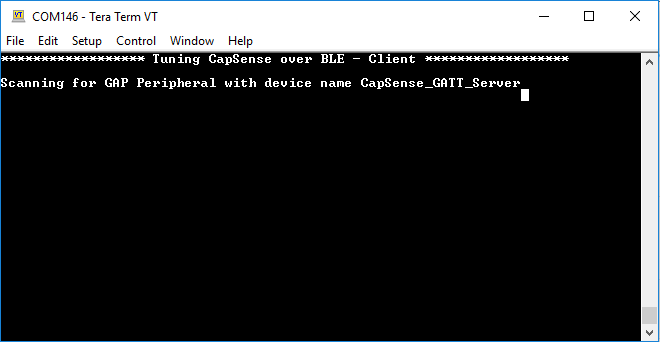 COM146 - Tera Term VT
File Edit Setup Control Window Help
****************** Tuning CapSense over BLE - Client ******************
Scanning for GAP Peripheral with device name CapSense_GATT_Server